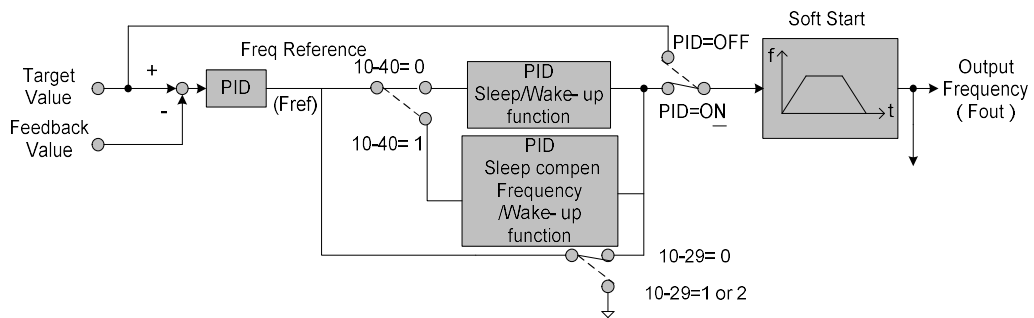 Soft Start
PID=OFF
Freq Reference
f
Target
Value
+
-
PID
(Fref)
10-40= 0
PID
Sleep/Wake- up
function
PID=ON
t
Output
Frequency
( Fout )
Feedback
Value
10-40= 1
PID
Sleep compen
Frequency
/Wake- up
function
10-29= 0
10-29=1 or 2